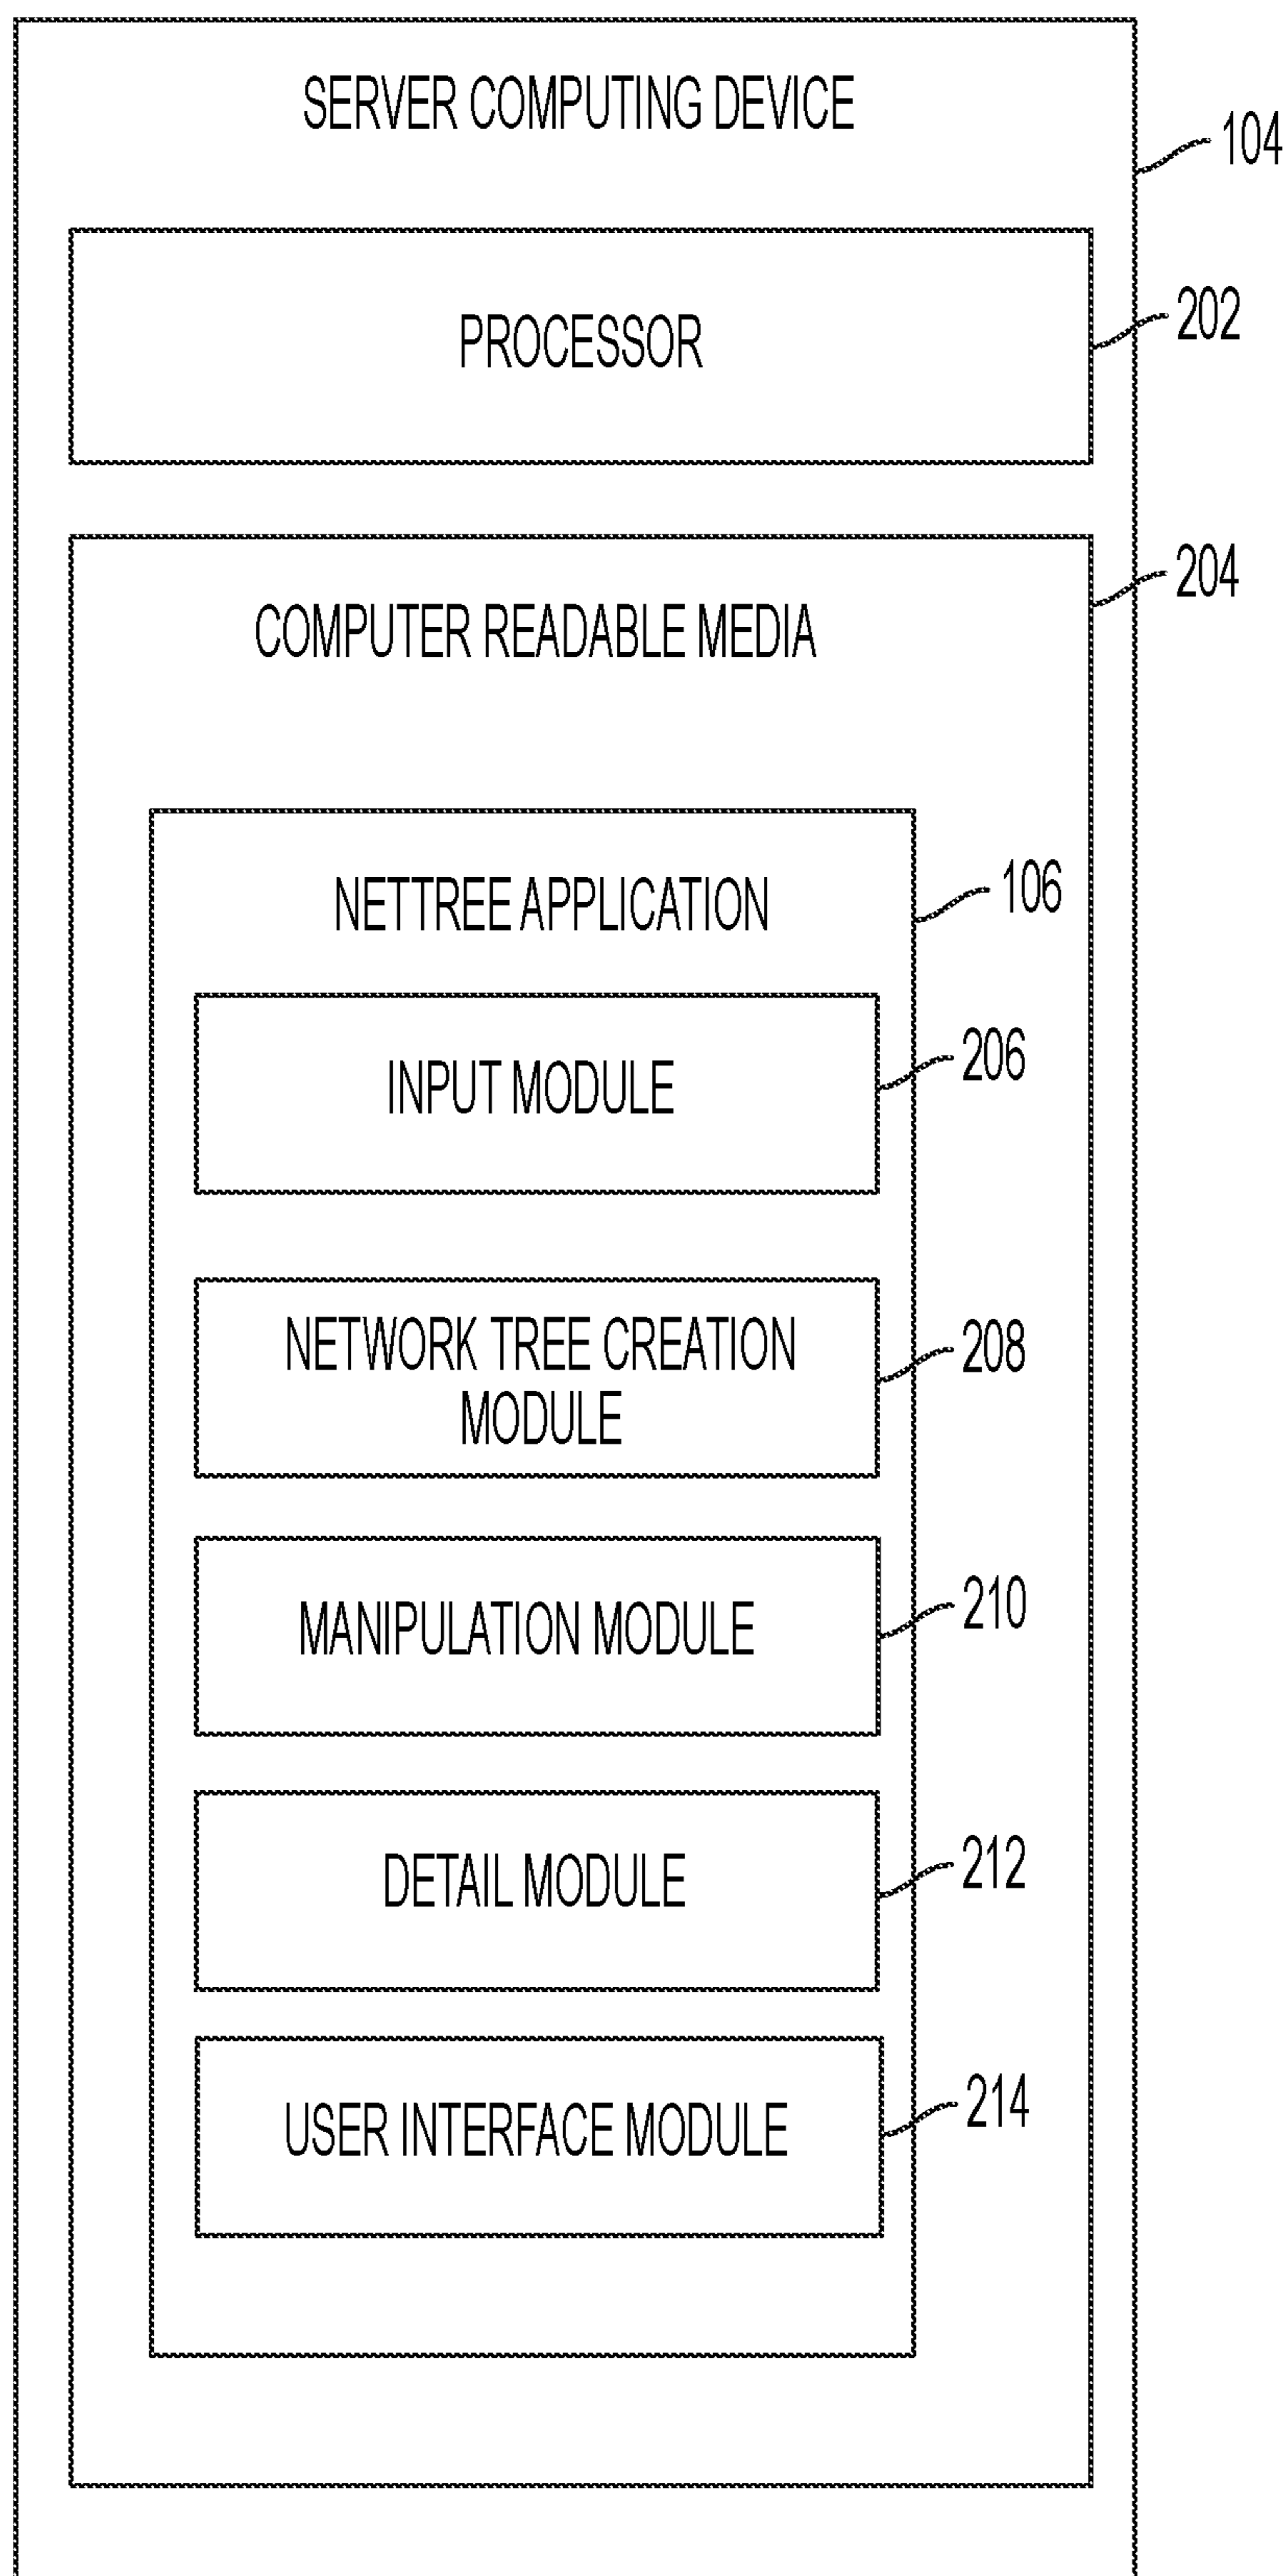 SERVER COMPUTING DEVICE
104
PROCESSOR
202
COMPUTER READABLE MEDIA
204
NETTREE APPLICATION
106
INPUT MODULE
206
NETWORK TREE CREATION
MODULE
208
MANIPULATION MODULE
210
DETAIL MODULE
212
USER INTERFACE MODULE
214